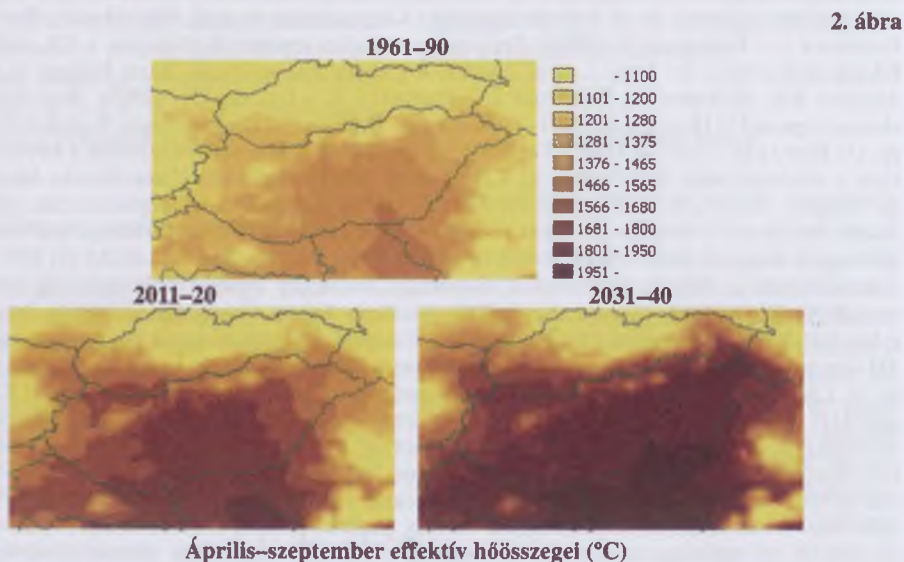 2. ábra
1961–90
- 1100
1101 - 1200
1201 - 1280
1281 - 1375
1376 - 1465
1466 - 1565
1566 - 1680
1681 - 1800
1801 - 1950
1951 -
2011–20
2031–40
Április–szeptember effektív hőösszegei (°C)